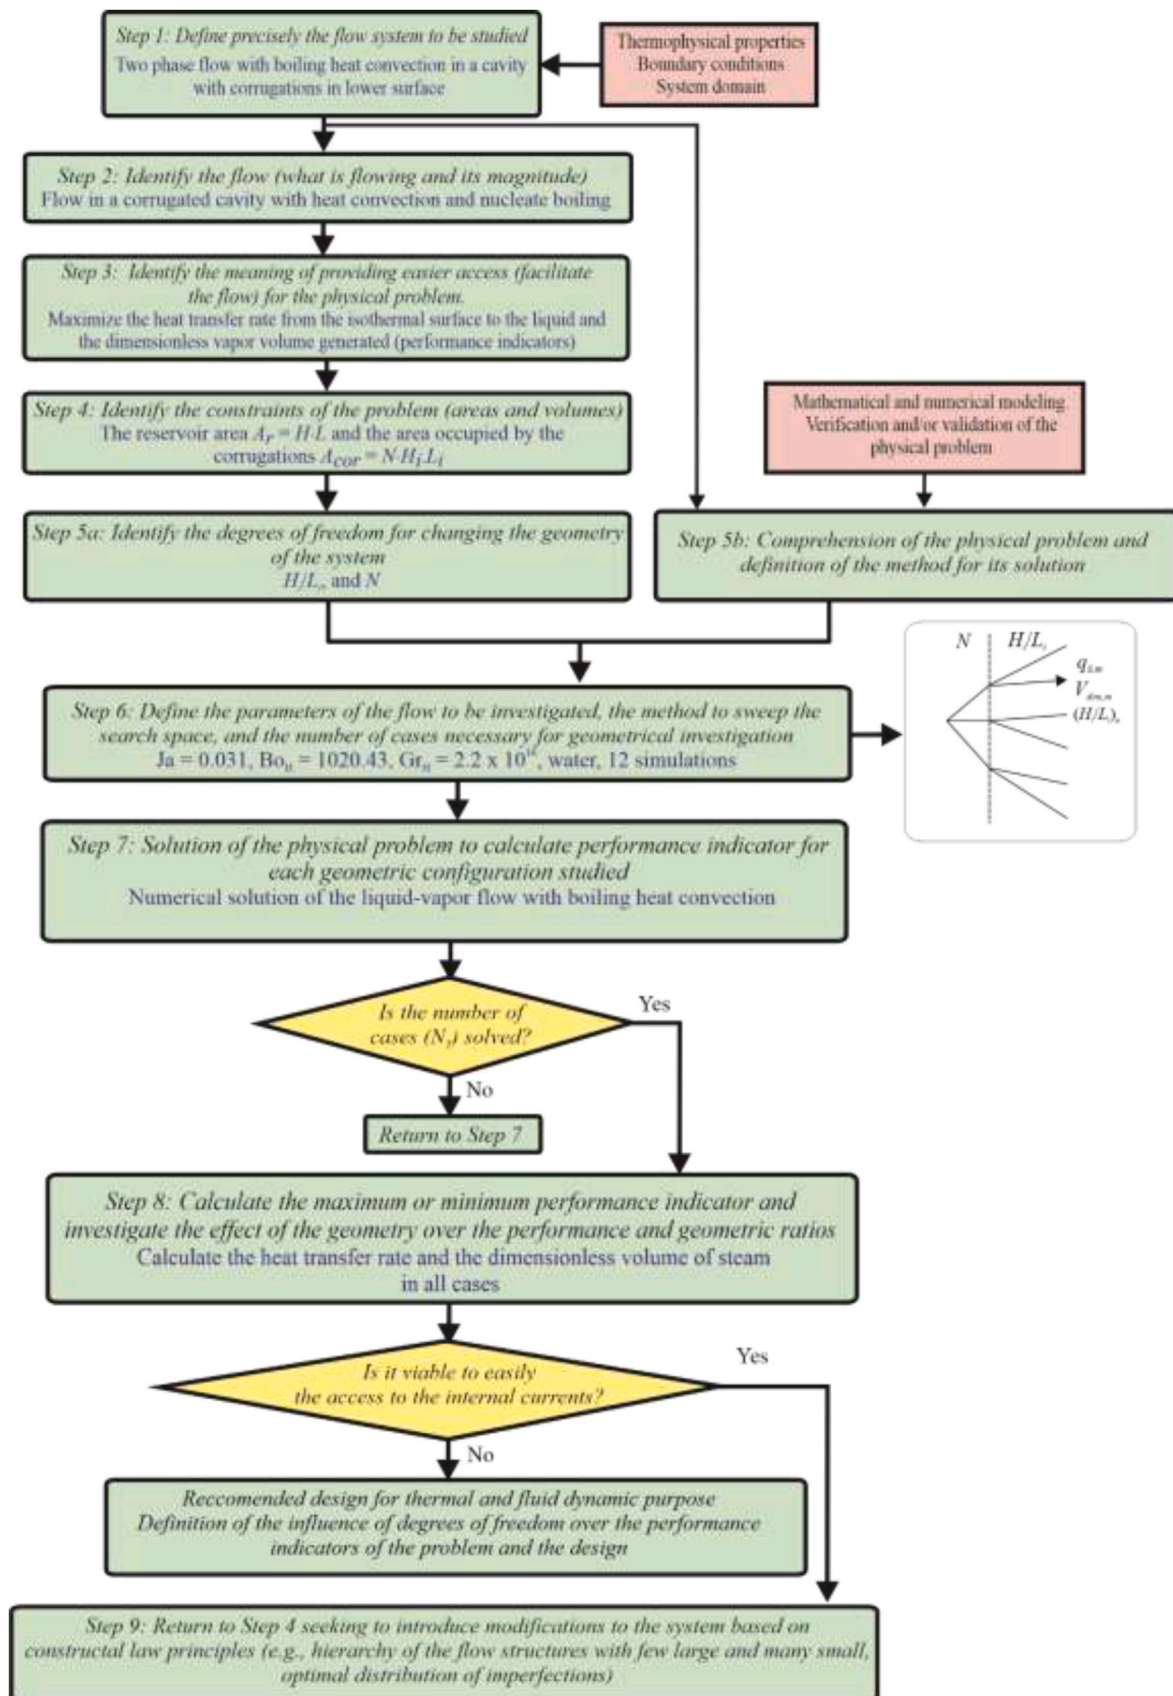 Step 1: Define precisely the flow system to be studied
Two phase flow with boiling heat convection in a cavity
with corrugations in lower surface
Thermophysical properties
Boundary conditions
System domain
Step 2: Identify the flow (what is flowing and its magnitude)
Flow in a corrugated cavity with heat convection and nucleate boiling
Step 3: Identify the meaning of providing easier access (facilitate
the flow) for the physical problem.
Maximize the heat transfer rate from the isothermal surface to the liquid and
the dimensionless vapor volume generated (performance indicators)
Step 4: Identify the constraints of the problem (areas and volumes)
The reservoir area Ar = H·L and the area occupied by the
corrugations Acor = N·Hi.Li
Mathematical and numerical modeling
Verification and/or validation of the
physical problem
Step 5a: Identify the degrees of freedom for changing the geometry
of the system
and N
Step 5b: Comprehension of the physical problem and
definition of the method for its solution
N H/Li
(H/L)
Step 6: Define the parameters of the flow to be investigated, the method to sweep the
search space, and the number of cases necessary for geometrical investigation
Ja = 0.031, Bo = 1020.43, Gr = 2.2 x 10 , water, 12 simulations
Step 7: Solution of the physical problem to calculate performance indicator for
each geometric configuration studied
Numerical solution of the liquid-vapor flow with boiling heat convection
Is the number of
cases (N) solved?
Yes
No
Return to Step 7
Step 8: Calculate the maximum or minimum performance indicator and
investigate the effect of the geometry over the performance and geometric ratios
Calculate the heat transfer rate and the dimensionless volume of steam
in all cases
Is it viable to easily
the access to the internal currents?
Yes
No
Reccomended design for thermal and fluid dynamic purpose
Definition of the influence of degrees of freedom over the performance
indicators of the problem and the design
Step 9: Return to Step 4 seeking to introduce modifications to the system based on
constructal law principles (e.g., hierarchy of the flow structures with few large and many small,
optimal distribution of imperfections)